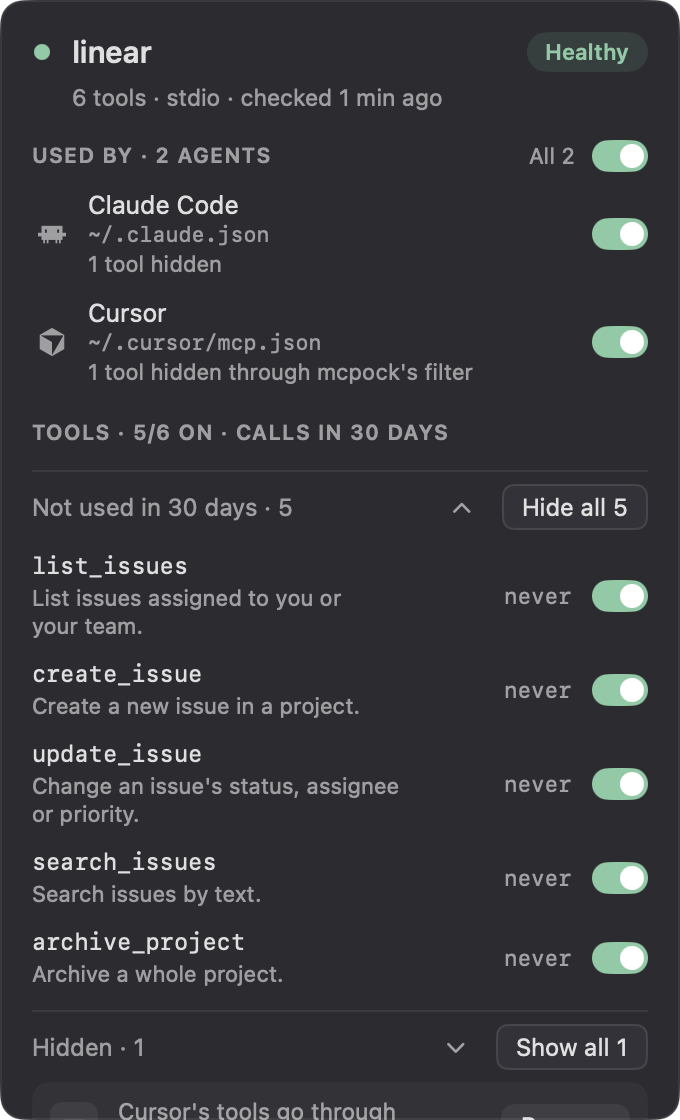 linear
Healthy
6 tools · stdio · checked 1 min ago
USED BY · 2 AGENTS
All 2
Claude Code
~/.claude.json
1 tool hidden
Cursor
~/.cursor/mcp.json
1 tool hidden through mcpock's filter
TOOLS · 5/6 ON · CALLS IN 30 DAYS
Not used in 30 days · 5
Hide all 5
list_issues
List issues assigned to you or
your team.
never
create_issue
Create a new issue in a project.
never
update_issue
Change an issue's status, assignee
or priority.
never
search_issues
Search issues by text.
never
archive_project
Archive a whole project.
never
Hidden · 1
Show all 1
Cursor's tools go through